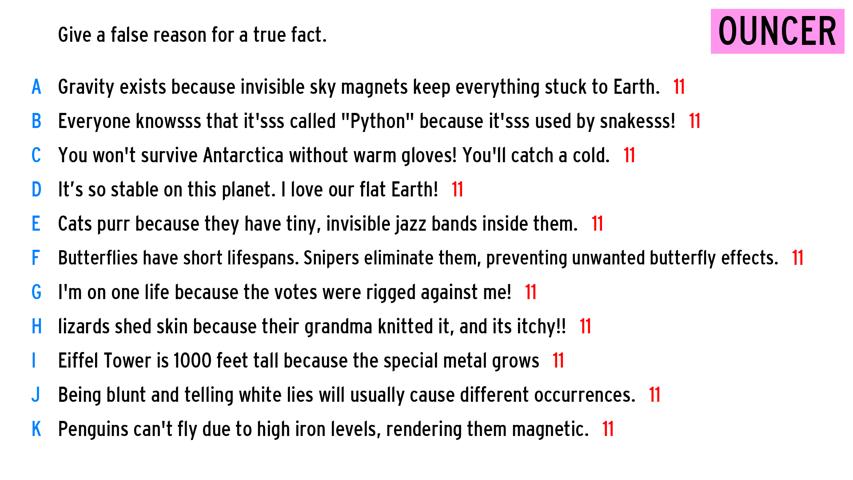 Give a false reason for a true fact.
OUNCER
A Gravity exists because invisible sky magnets keep everything stuck to Earth. 11
B Everyone knowsss that it'sss called "Python" because it'sss used by snakesss! 11
C You won't survive Antarctica without warm gloves! You'll catch a cold. 11
D It’s so stable on this planet. I love our flat Earth! 11
E Cats purr because they have tiny, invisible jazz bands inside them. 11
F Butterflies have short lifespans. Snipers eliminate them, preventing unwanted butterfly effects. 11
G I'm on one life because the votes were rigged against me! 11
H lizards shed skin because their grandma knitted it, and its itchy!! 11
I Eiffel Tower is 1000 feet tall because the special metal grows 11
J Being blunt and telling white lies will usually cause different occurrences. 11
K Penguins can't fly due to high iron levels, rendering them magnetic. 11